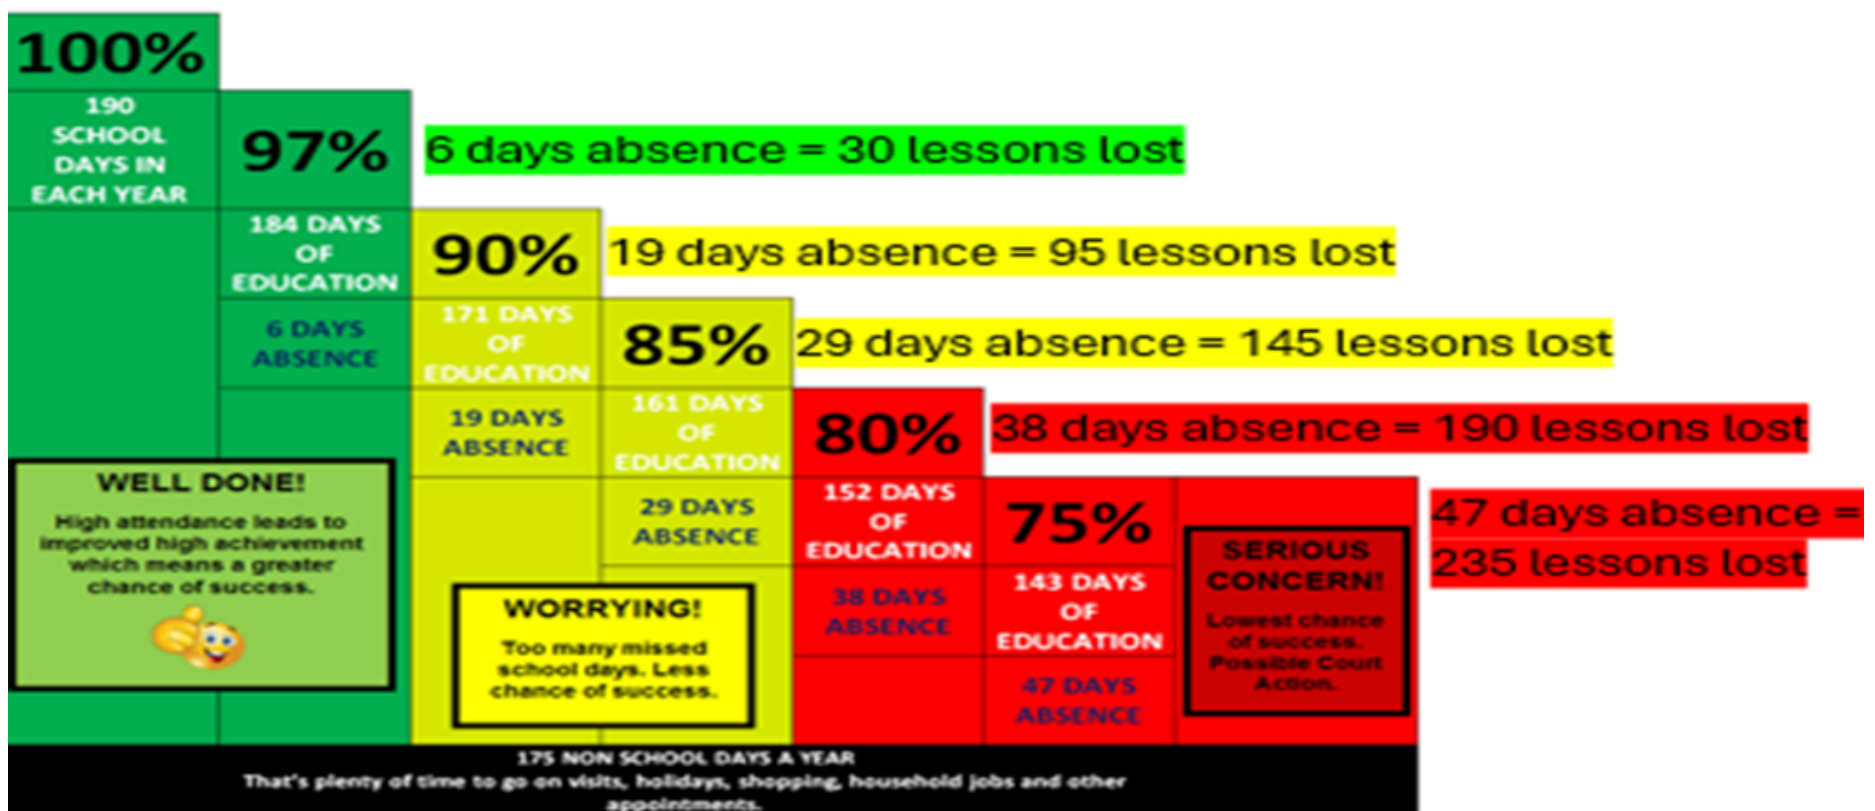 100%
190
SCHOOL
DAYS IN
EACH YEAR
97%
6 days absence = 30 lessons lost
184 DAYS
OF
EDUCATION
6 DAYS
ABSENCE
90%
19 days absence = 95 lessons lost
171 DAYS
OF
EDUCATION
19 DAYS
ABSENCE
85%
29 days absence = 145 lessons lost
161 DAYS
OF
EDUCATION
29 DAYS
ABSENCE
80%
38 days absence = 190 lessons lost
152 DAYS
OF
EDUCATION
38 DAYS
ABSENCE
75%
47 days absence =
235 lessons lost
143 DAYS
OF
EDUCATION
47 DAYS
ABSENCE
WELL DONE!
High attendance leads to
improved high achievement
which means a greater
chance of success.
WORRYING!
Too many missed
school days. Less
chance of success.
SERIOUS
CONCERN!
Lowest chance
of success.
Possible Court
Action.
175 NON SCHOOL DAYS A YEAR
That's plenty of time to go on visits, holidays, shopping, household jobs and other
appointments.